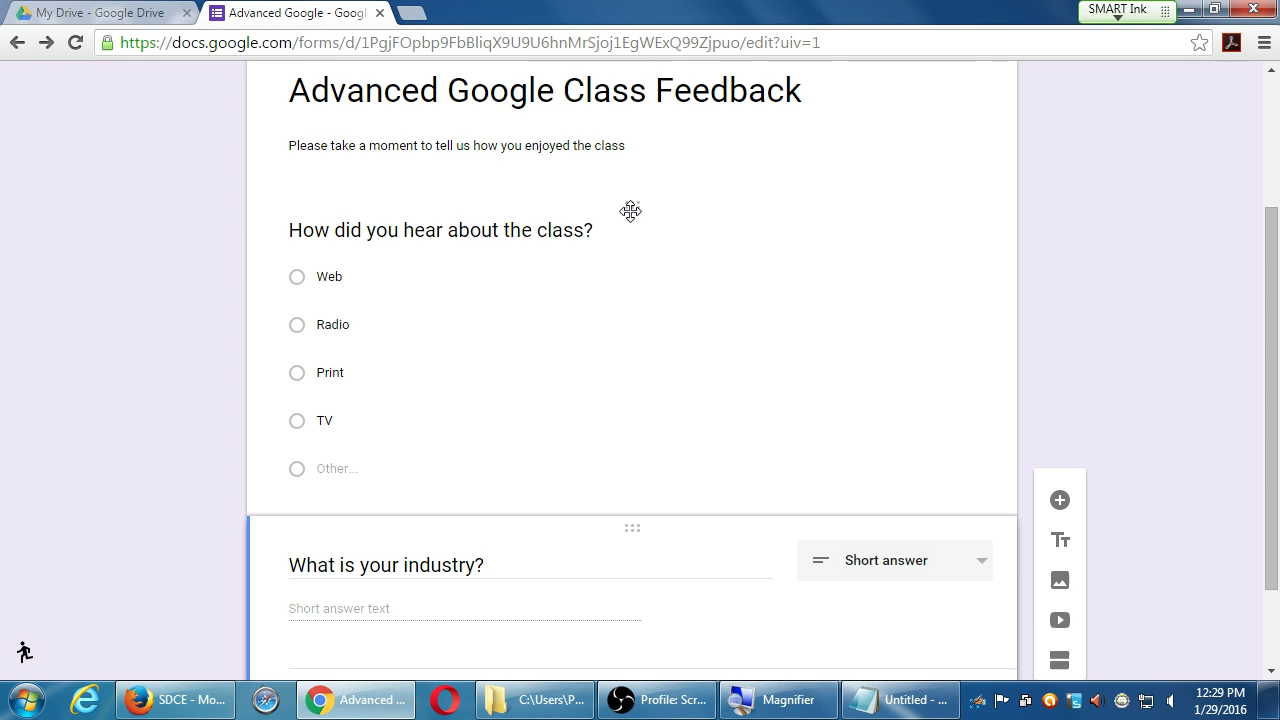 My Drive - Google Drive
Advanced Google - Googl
SMART Ink
https://docs.google.com/forms/d/1PgjFOpbp9FbBIiqX9U9U6hmMrSjoj1EgWExQ99Zjpuo/edit?uiv=1
Advanced Google Class Feedback
Please take a moment to tell us how you enjoyed the class
How did you hear about the class?
Web
Radio
Print
TV
Other...
What is your industry?
Short answer
Short answer text
SDCE - Mo...
Advanced ...
C:\Users\P...
Profile: Scr...
Magnifier
Untitled - ...
12:29 PM
1/29/2016